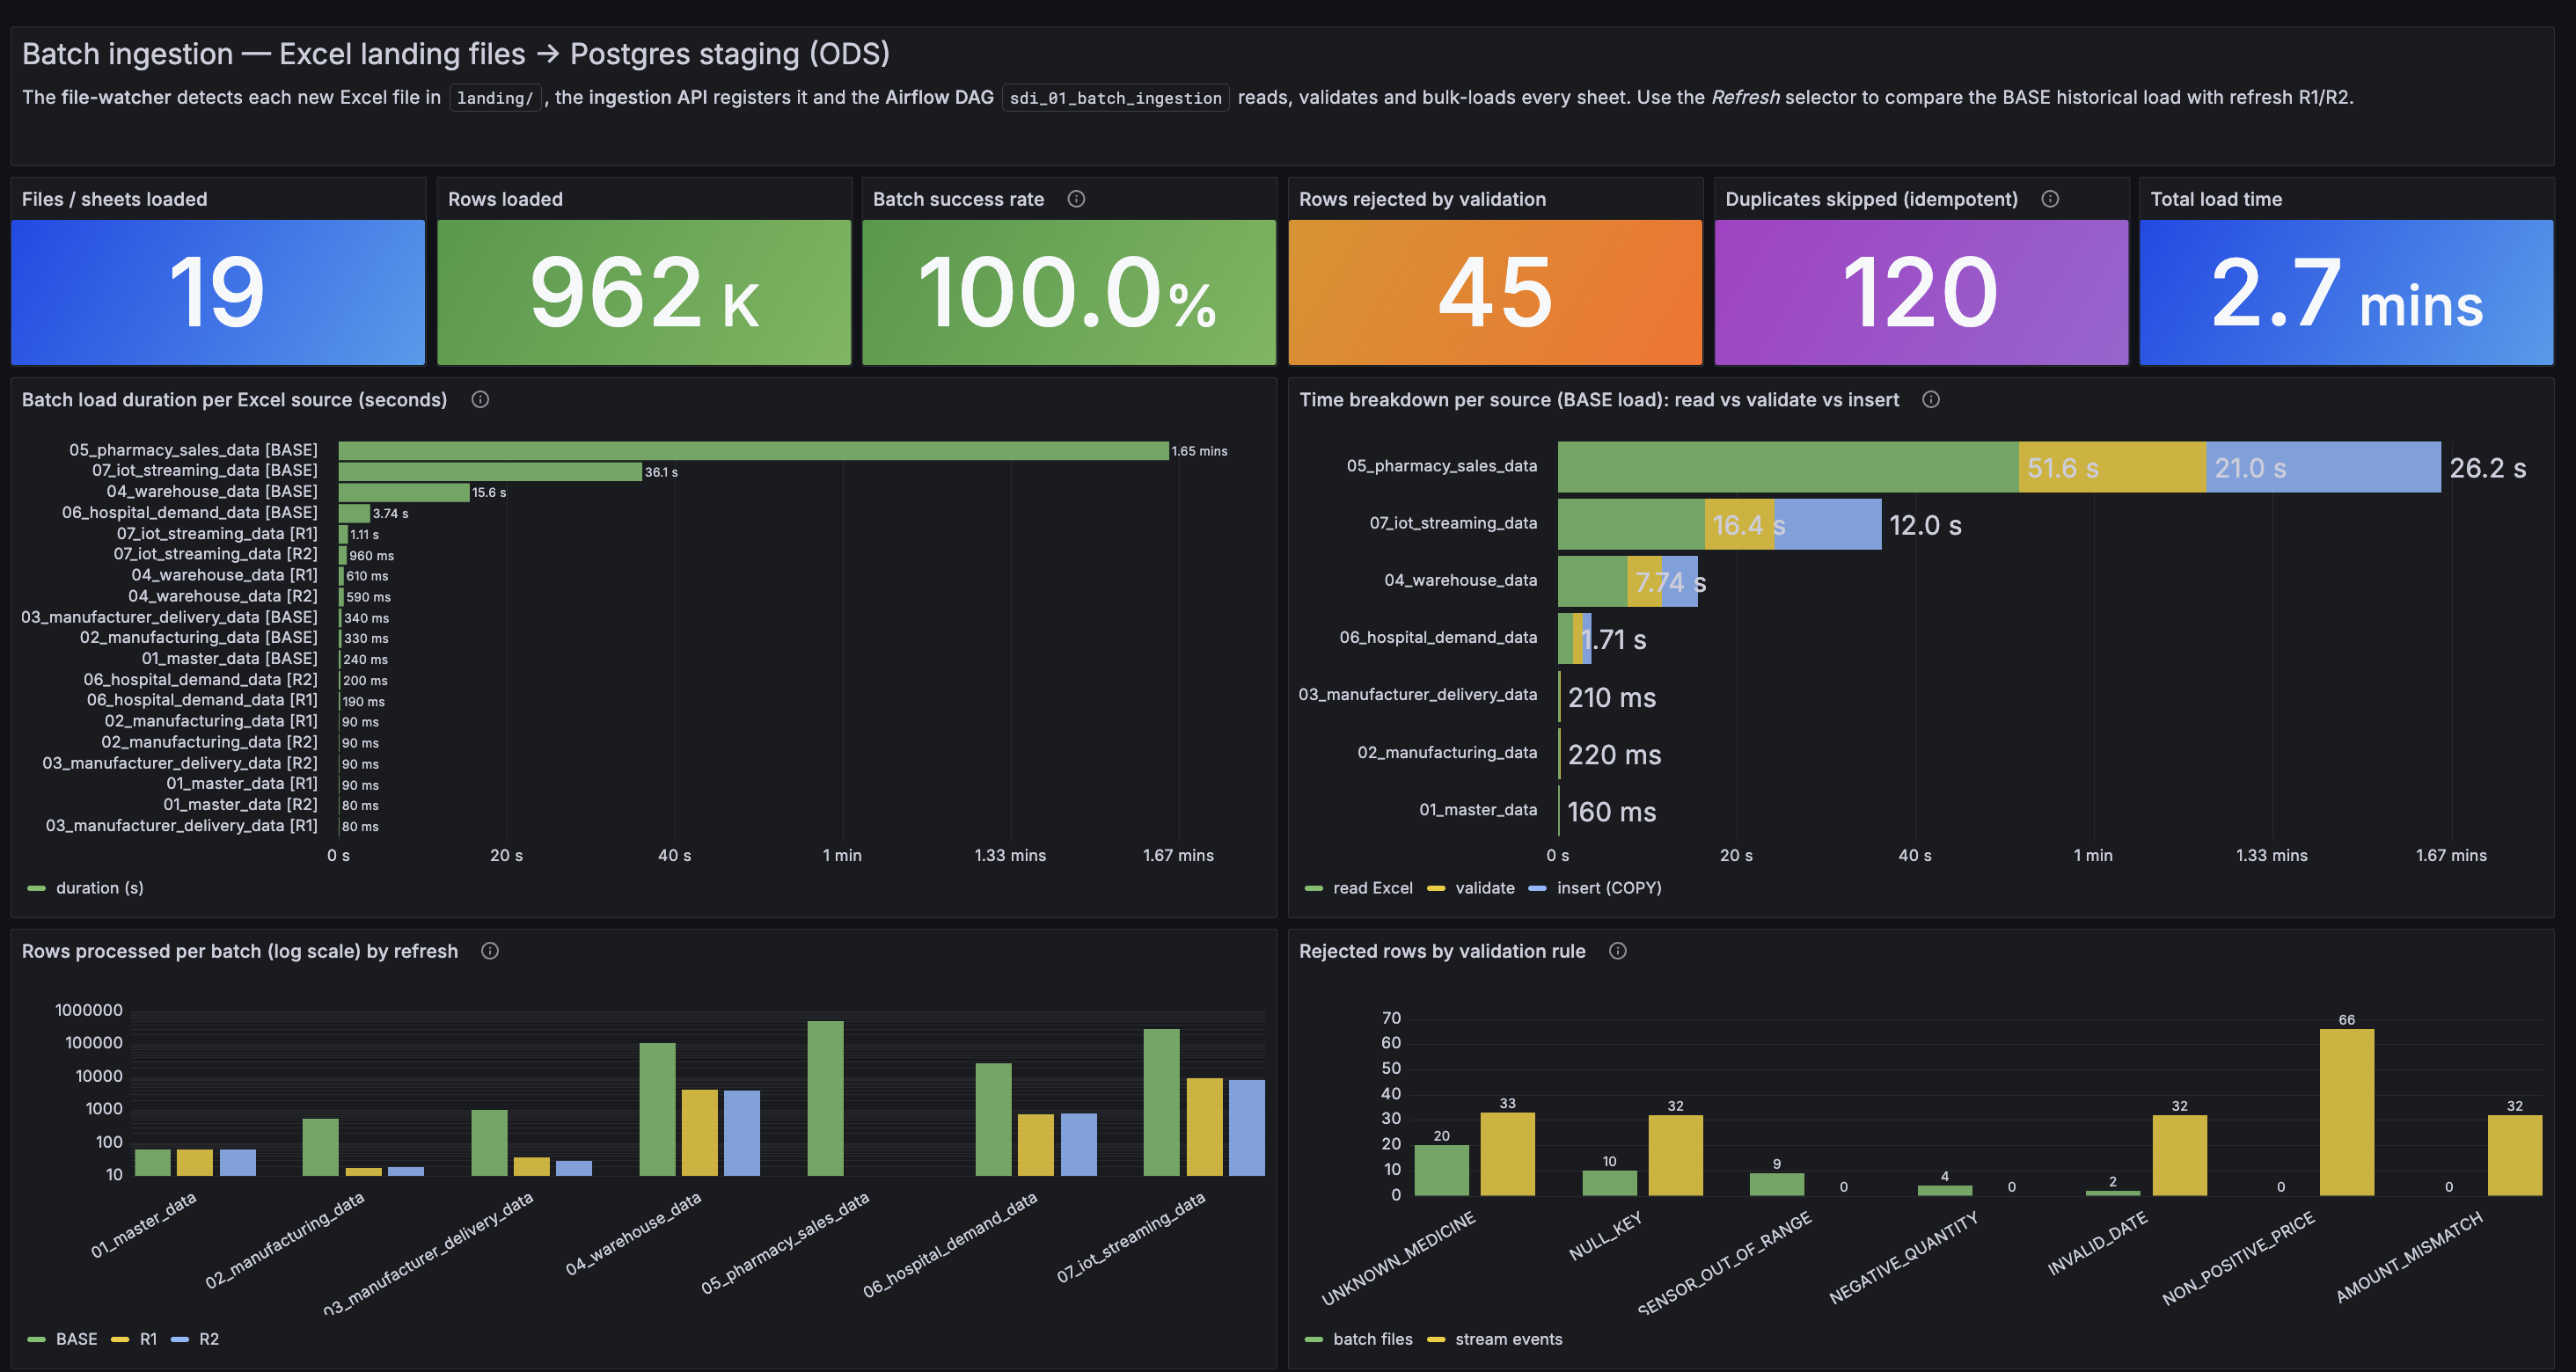 Batch ingestion — Excel landing files → Postgres staging (ODS)
The file-watcher detects each new Excel file in landing/, the ingestion API registers it and the Airflow DAG sdi_01_batch_ingestion reads, validates and bulk-loads every sheet. Use the Refresh selector to compare the BASE historical load with refresh R1/R2.
Files / sheets loaded
19
Rows loaded
962 K
Batch success rate
100.0%
Rows rejected by validation
45
Duplicates skipped (idempotent)
120
Total load time
2.7 mins
Batch load duration per Excel source (seconds)
05_pharmacy_sales_data [BASE] 1.65 mins
07_iot_streaming_data [BASE] 36.1 s
04_warehouse_data [BASE] 15.6 s
06_hospital_demand_data [BASE] 3.74 s
07_iot_streaming_data [R1] 1.11 s
07_iot_streaming_data [R2] 960 ms
04_warehouse_data [R1] 610 ms
04_warehouse_data [R2] 590 ms
03_manufacturer_delivery_data [BASE] 340 ms
02_manufacturing_data [BASE] 330 ms
01_master_data [BASE] 240 ms
06_hospital_demand_data [R2] 200 ms
06_hospital_demand_data [R1] 190 ms
02_manufacturing_data [R1] 90 ms
02_manufacturing_data [R2] 90 ms
03_manufacturer_delivery_data [R2] 90 ms
01_master_data [R1] 90 ms
01_master_data [R2] 80 ms
03_manufacturer_delivery_data [R1] 80 ms
0 s 20 s 40 s 1 min 1.33 mins 1.67 mins
duration (s)
Time breakdown per source (BASE load): read vs validate vs insert
05_pharmacy_sales_data 51.6 s 21.0 s 26.2 s
07_iot_streaming_data 16.4 s 12.0 s
04_warehouse_data 7.74 s
06_hospital_demand_data 1.71 s
03_manufacturer_delivery_data 210 ms
02_manufacturing_data 220 ms
01_master_data 160 ms
0 s 20 s 40 s 1 min 1.33 mins 1.67 mins
read Excel validate insert (COPY)
Rows processed per batch (log scale) by refresh
1000000
100000
10000
1000
100
10
01_master_data 02_manufacturing_data 03_manufacturer_delivery_data 04_warehouse_data 05_pharmacy_sales_data 06_hospital_demand_data 07_iot_streaming_data
BASE R1 R2
Rejected rows by validation rule
70
60
50
40
30
20
10
0
20 33 10 32 9 0 4 0 2 32 0 66 0 32
UNKNOWN_MEDICINE NULL_KEY SENSOR_OUT_OF_RANGE NEGATIVE_QUANTITY INVALID_DATE NON_POSITIVE_PRICE AMOUNT_MISMATCH
batch files stream events